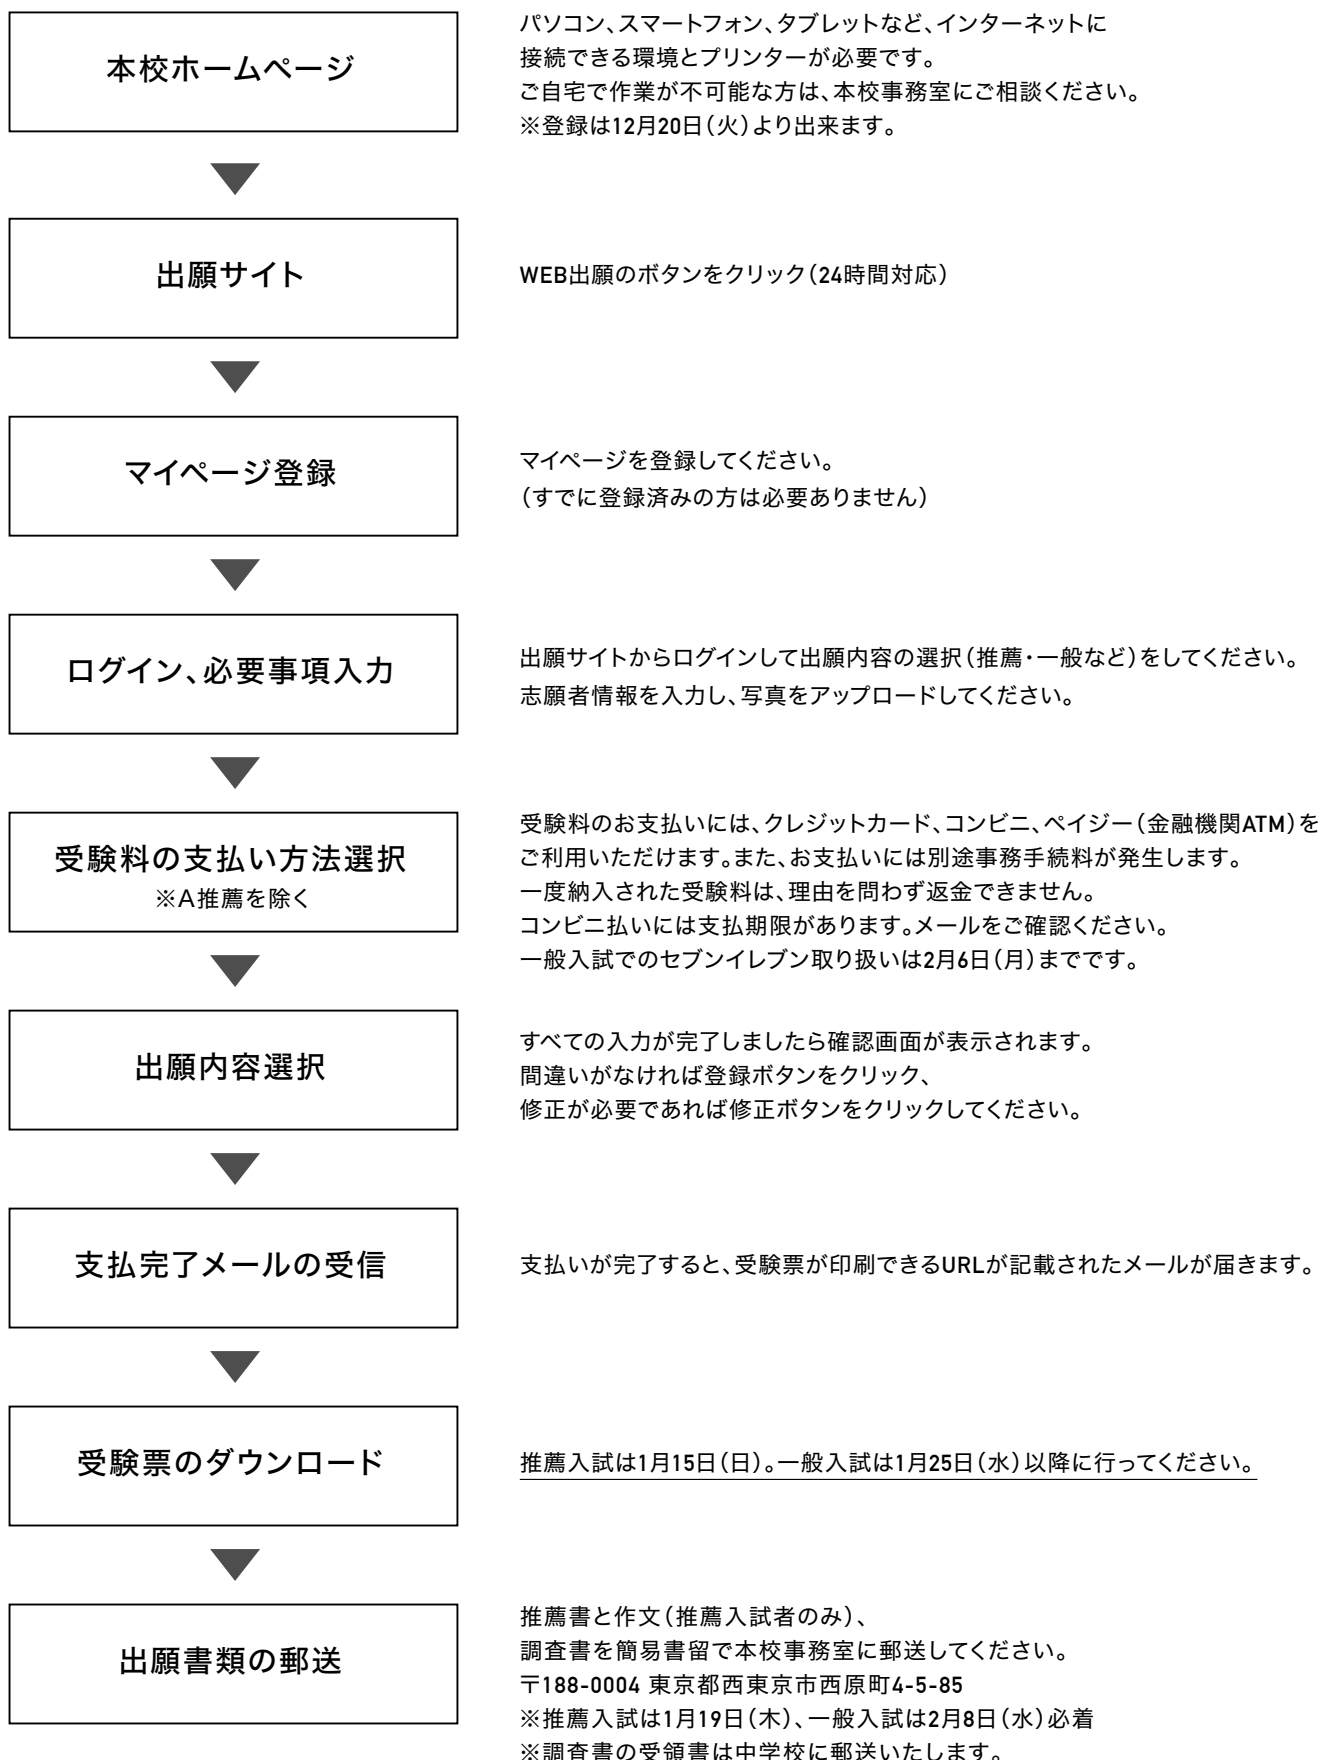 本校ホームページ
パソコン、スマートフォン、タブレットなど、インターネットに
接続できる環境とプリンターが必要です。
ご自宅で作業が不可能な方は、本校事務室にご相談ください。
※登録は12月20日（火）より出来ます。
出願サイト
WEB出願のボタンをクリック（24時間対応）
マイページ登録
マイページを登録してください。
（すでに登録済みの方は必要ありません）
ログイン、必要事項入力
出願サイトからログインして出願内容の選択（推薦・一般など）をしてください。
志願者情報を入力し、写真をアップロードしてください。
受験料の支払い方法選択
※A推薦を除く
受験料のお支払いには、クレジットカード、コンビニ、ペイジー（金融機関ATM）を
ご利用いただけます。また、お支払いには別途事務手続料が発生します。
一度納入された受験料は、理由を問わず返金できません。
コンビニ払いには支払期限があります。メールをご確認ください。
一般入試でのセブンイレブン取り扱いは2月6日（月）までです。
出願内容選択
すべての入力が完了しましたら確認画面が表示されます。
間違いがなければ登録ボタンをクリック、
修正が必要であれば修正ボタンをクリックしてください。
支払完了メールの受信
支払いが完了すると、受験票が印刷できるURLが記載されたメールが届きます。
受験票のダウンロード
推薦入試は1月15日（日）。一般入試は1月25日（水）以降に行ってください。
出願書類の郵送
推薦書と作文（推薦入試者のみ）、
調査書を簡易書留で本校事務室に郵送してください。
〒188-0004 東京都西東京市西原町4-5-85
※推薦入試は1月19日（木）、一般入試は2月8日（水）必着
※調査書の受領書は中学校に郵送いたします。